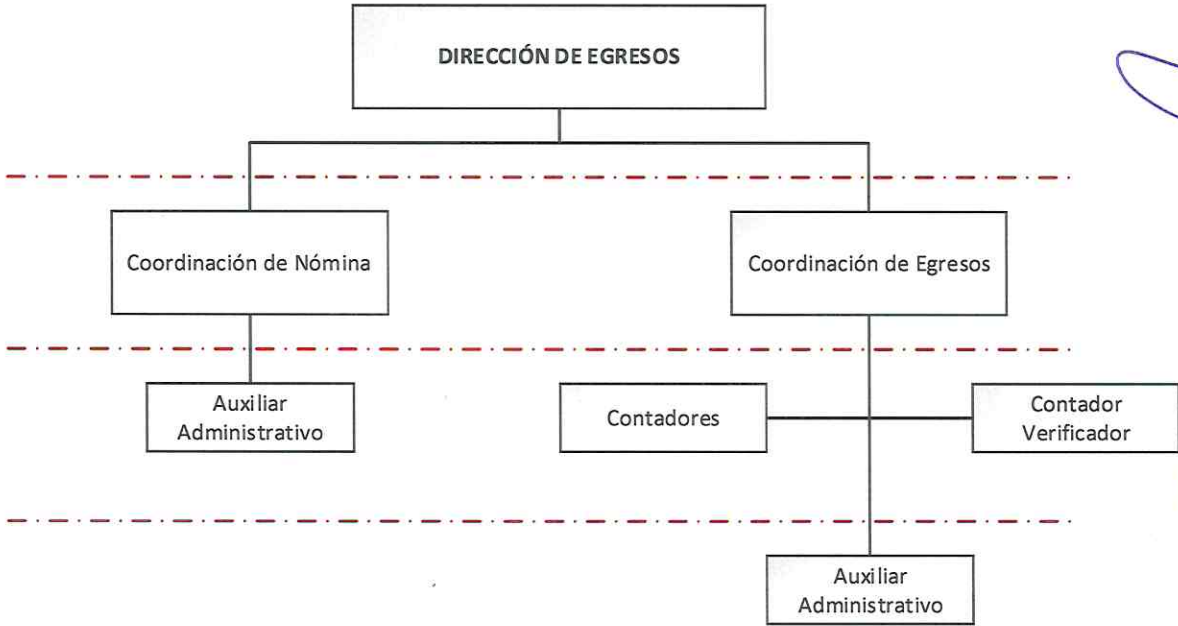 DIRECCIÓN DE EGRESOS
Coordinación de Nómina
Coordinación de Egresos
Auxiliar
Administrativo
Contadores
Contador
Verificador
Auxiliar
Administrativo